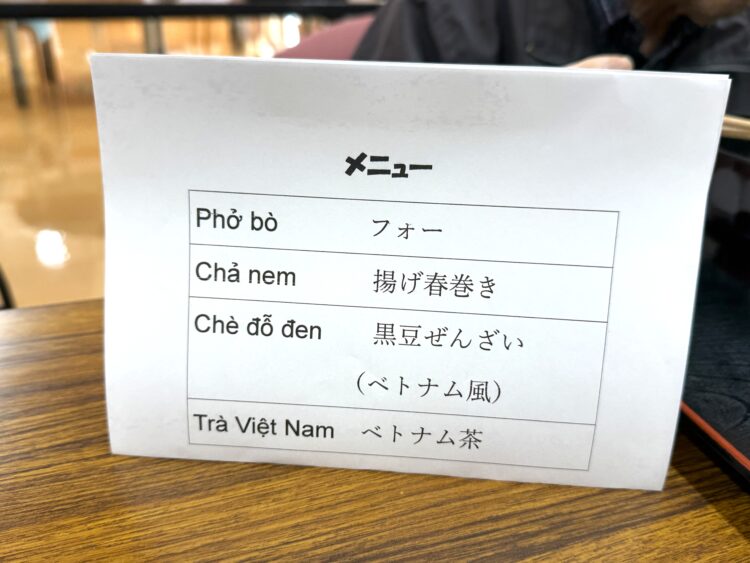 メニュー
Phở bò フォー
Chả nem 揚げ春巻き
Chè đỗ đen 黒豆ぜんざい
（ベトナム風）
Trà Việt Nam ベトナム茶